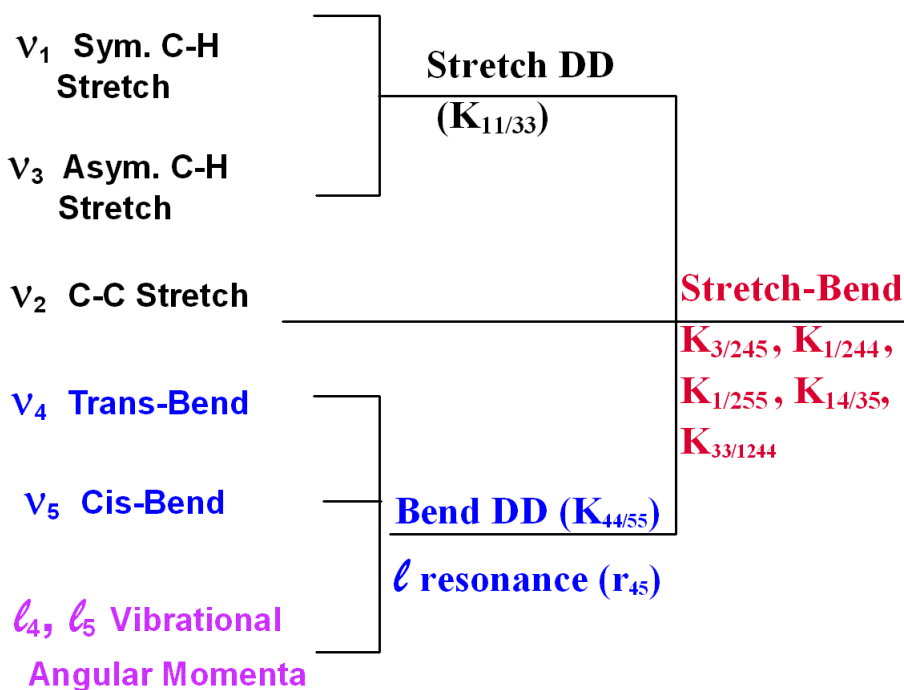 ν₁ Sym. C-H
Stretch
Stretch DD
(K₁₁/₃₃)
ν₃ Asym. C-H
Stretch
ν₂ C-C Stretch
Stretch-Bend
K₃/₂₄₅, K₁/₂₄₄,
K₁/₂₅₅, K₁₄/₃₅,
K₃₃/₁₂₄₄
ν₄ Trans-Bend
ν₅ Cis-Bend
Bend DD (K₄₄/₅₅)
ℓ resonance (r₄₅)
ℓ₄, ℓ₅ Vibrational
Angular Momenta